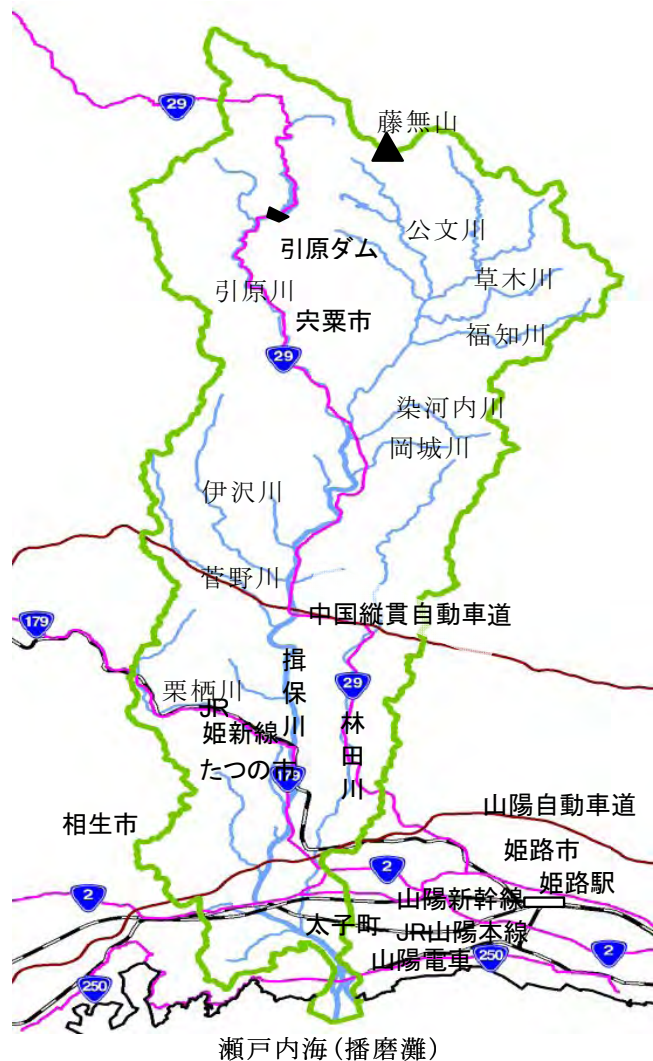 29
藤無山
公文川
引原ダム
草木川
引原川
宍粟市
福知川
29
染河内川
岡城川
伊沢川
菅野川
中国縦貫自動車道
179
揖保川
29
栗栖川
JR
姫新線
林田川
たつの市
179
山陽自動車道
相生市
姫路市
2
姫路駅
2
山陽新幹線
太子町
JR山陽本線
2
山陽電車
250
250
瀬戸内海(播磨灘)